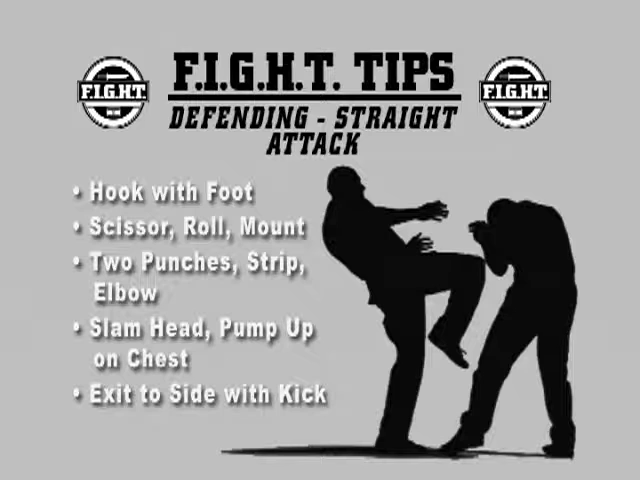 F.I.G.H.T. TIPS
F.I.G.H.T.
F.I.G.H.T.
DEFENDING - STRAIGHT
ATTACK
• Hook with Foot
• Scissor, Roll, Mount
• Two Punches, Strip,
Elbow
• Slam Head, Pump Up
on Chest
• Exit to Side with Kick